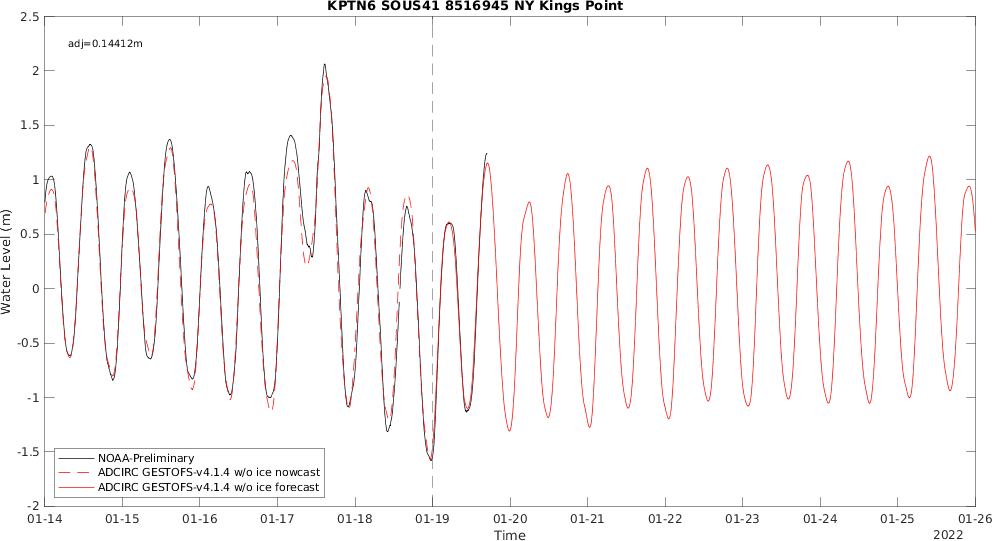 KPTN6 SOUS41 8516945 NY Kings Point
adj=0.14412m
Water Level (m)
2.5
2
1.5
1
0.5
0
-0.5
-1
-1.5
-2
NOAA-Preliminary
ADCIRC GESTOFS-v4.1.4 w/o ice nowcast
ADCIRC GESTOFS-v4.1.4 w/o ice forecast
01-14 01-15 01-16 01-17 01-18 01-19 01-20 01-21 01-22 01-23 01-24 01-25 01-26
Time
2022